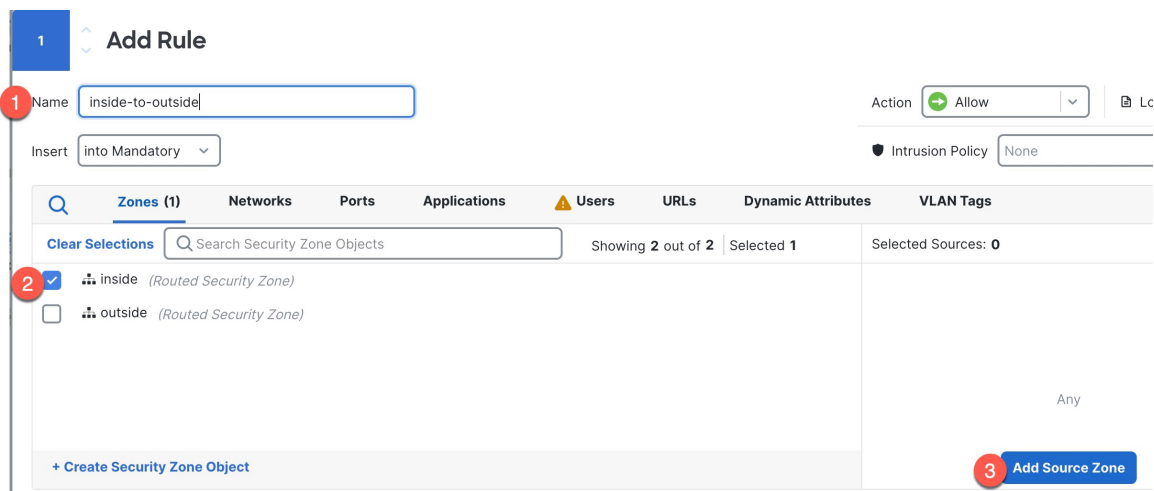 1 Add Rule
1 Name inside-to-outside Action Allow Lo
Insert into Mandatory Intrusion Policy None
Zones (1) Networks Ports Applications Users URLs Dynamic Attributes VLAN Tags
Clear Selections Search Security Zone Objects Showing 2 out of 2 Selected 1 Selected Sources: 0
2 inside (Routed Security Zone)
outside (Routed Security Zone)
Any
+ Create Security Zone Object 3 Add Source Zone